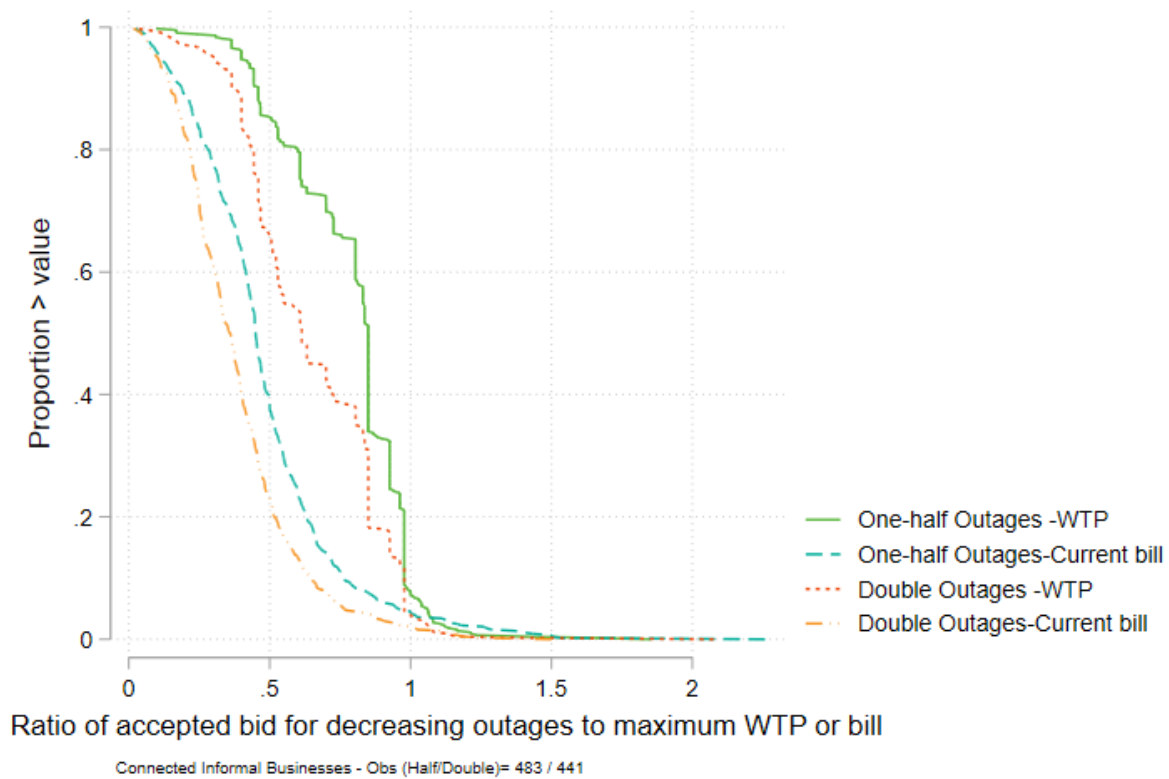 1
.8
.6
.4
.2
0
Proportion > value
0 .5 1 1.5 2
Ratio of accepted bid for decreasing outages to maximum WTP or bill
Connected Informal Businesses - Obs (Half/Double)= 483 / 441
One-half Outages -WTP
One-half Outages-Current bill
Double Outages -WTP
Double Outages-Current bill